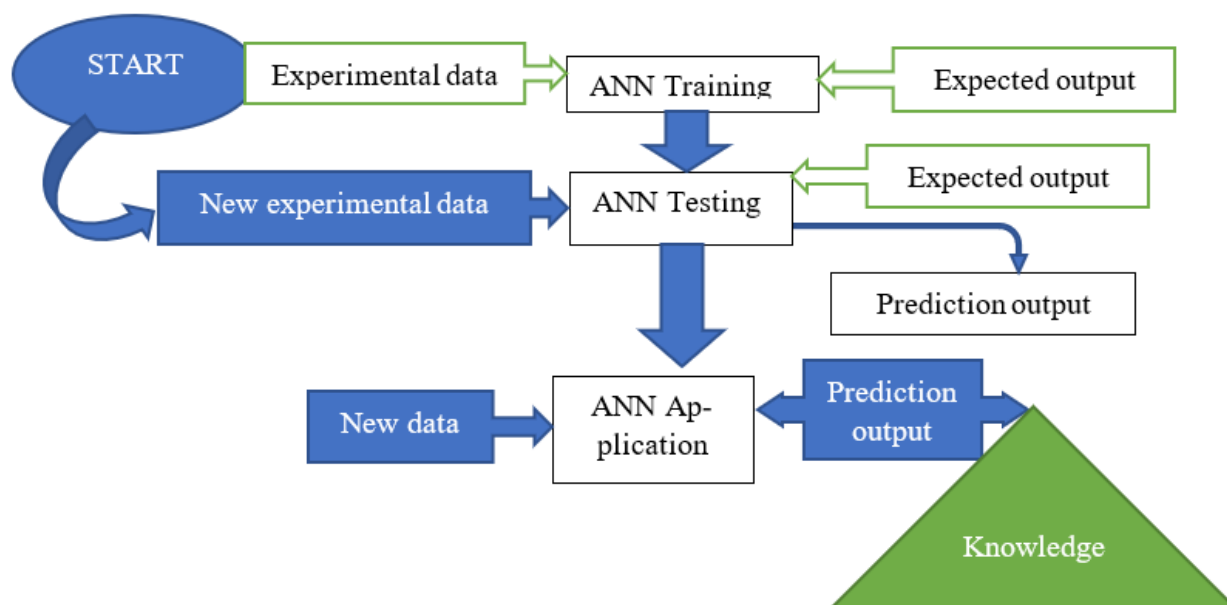 START
Experimental data
ANN Training
Expected output
New experimental data
ANN Testing
Expected output
Prediction output
New data
ANN Ap-
plication
Prediction
output
Knowledge